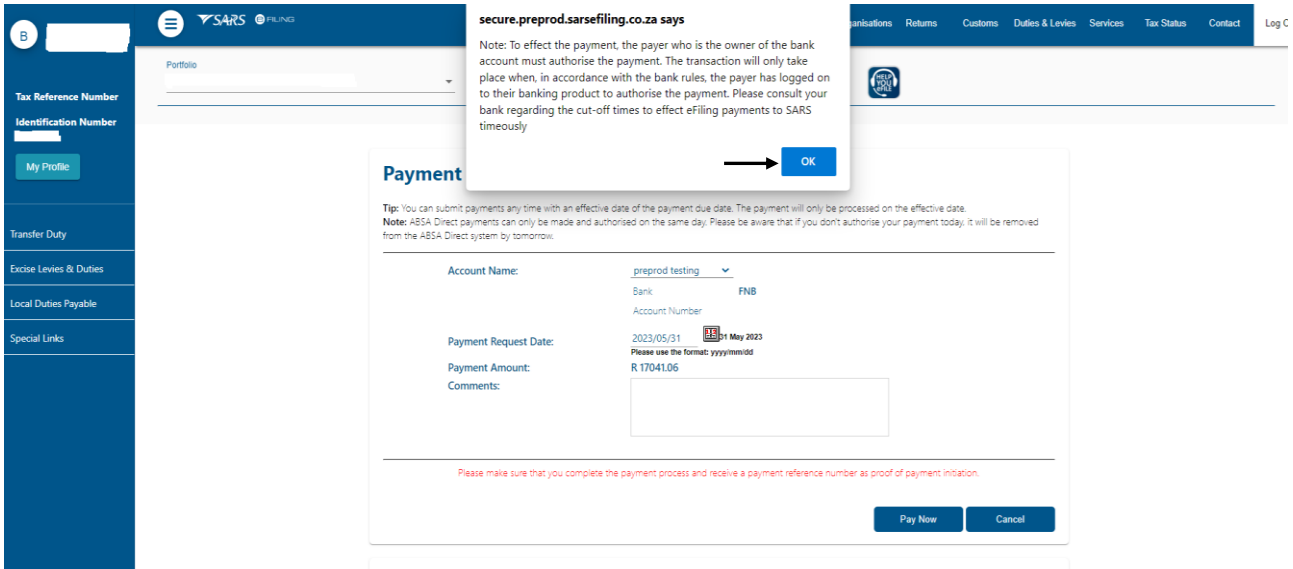 B
SARS eFILING
secure.preprod.sarsefiling.co.za says
Note: To effect the payment, the payer who is the owner of the bank
account must authorise the payment. The transaction will only take
place when, in accordance with the bank rules, the payer has logged on
to their banking product to authorise the payment. Please consult your
bank regarding the cut-off times to effect eFiling payments to SARS
timeously
OK
Returns Customs Duties & Levies Services Tax Status Contact
Portfolio
HELP YOU eFILE
Tax Reference Number
Identification Number
My Profile
Transfer Duty
Excise Levies & Duties
Local Duties Payable
Special Links
Payment
Tip: You can submit payments any time with an effective date of the payment due date. The payment will only be processed on the effective date.
Note: ABSA Direct payments can only be made and authorised on the same day. Please be aware that if you don't authorise your payment today, it will be removed
from the ABSA Direct system by tomorrow.
Account Name: preprod testing
Bank FNB
Account Number
Payment Request Date: 2023/05/31 31 May 2023
Please use the format: yyyy/mm/dd
Payment Amount: R 17041.06
Comments:
Please make sure that you complete the payment process and receive a payment reference number as proof of payment initiation.
Pay Now Cancel